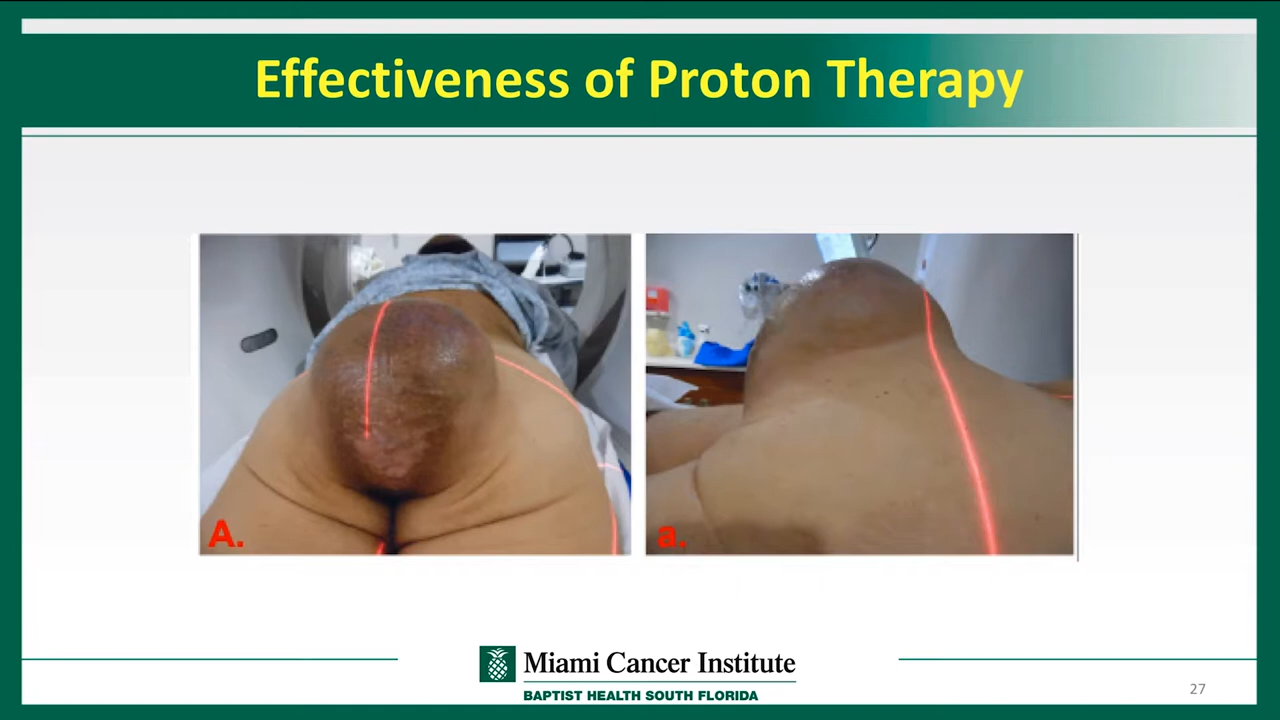 Effectiveness of Proton Therapy
A.
a.
Miami Cancer Institute
BAPTIST HEALTH SOUTH FLORIDA
27